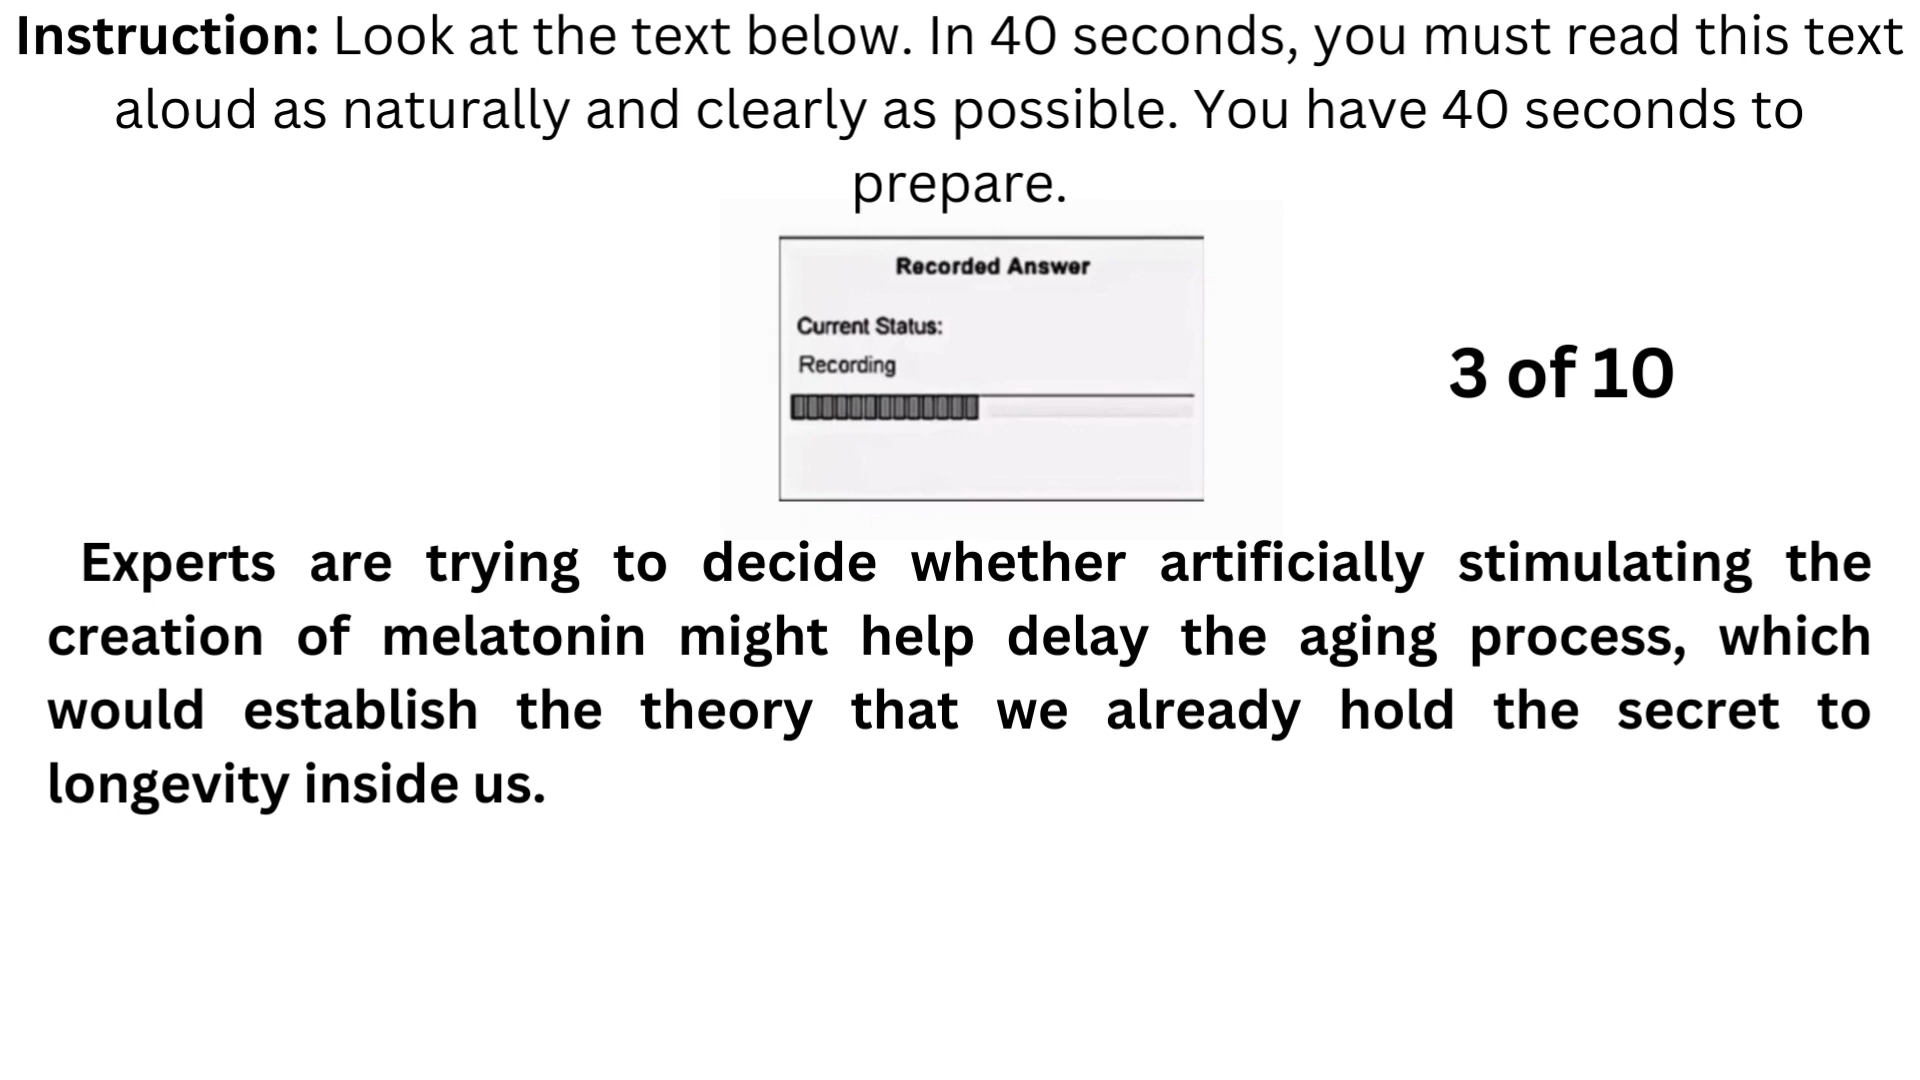 Instruction: Look at the text below. In 40 seconds, you must read this text
aloud as naturally and clearly as possible. You have 40 seconds to
prepare.
Recorded Answer
Current Status:
Recording
3 of 10
Experts are trying to decide whether artificially stimulating the
creation of melatonin might help delay the aging process, which
would establish the theory that we already hold the secret to
longevity inside us.